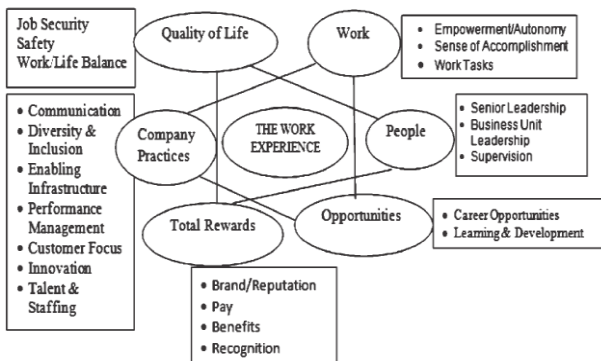 Job Security
Safety
Work/Life Balance
Quality of Life
Work
• Empowerment/Autonomy
• Sense of Accomplishment
• Work Tasks
• Communication
• Diversity &
Inclusion
• Enabling
Infrastructure
• Performance
Management
• Customer Focus
• Innovation
• Talent &
Staffing
Company
Practices
THE WORK
EXPERIENCE
People
• Senior Leadership
• Business Unit
Leadership
• Supervision
Total Rewards
Opportunities
• Career Opportunities
• Learning & Development
• Brand/Reputation
• Pay
• Benefits
• Recognition